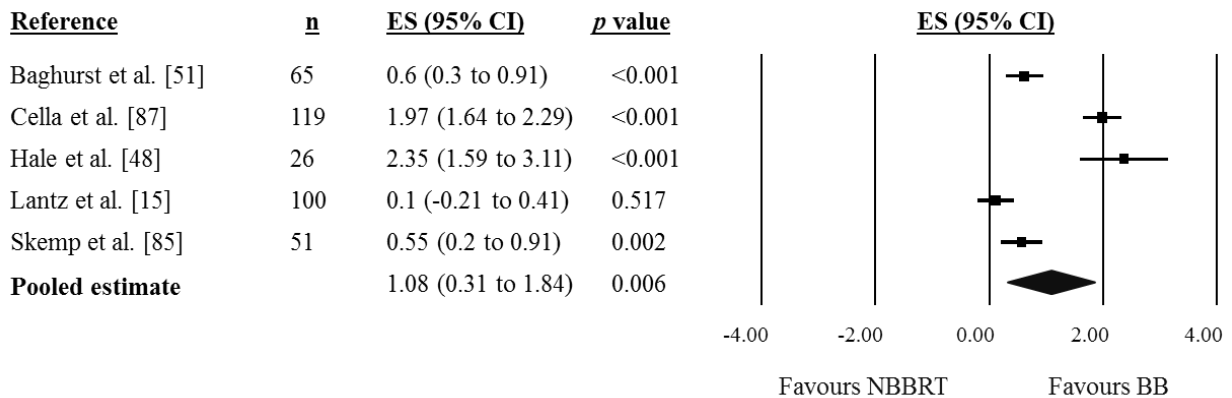 Reference n ES (95% CI) p value ES (95% CI)
Baghurst et al. [51] 65 0.6 (0.3 to 0.91) <0.001
Cella et al. [87] 119 1.97 (1.64 to 2.29) <0.001
Hale et al. [48] 26 2.35 (1.59 to 3.11) <0.001
Lantz et al. [15] 100 0.1 (-0.21 to 0.41) 0.517
Skemp et al. [85] 51 0.55 (0.2 to 0.91) 0.002
Pooled estimate 1.08 (0.31 to 1.84) 0.006
-4.00 -2.00 0.00 2.00 4.00
Favours NBBRT Favours BB